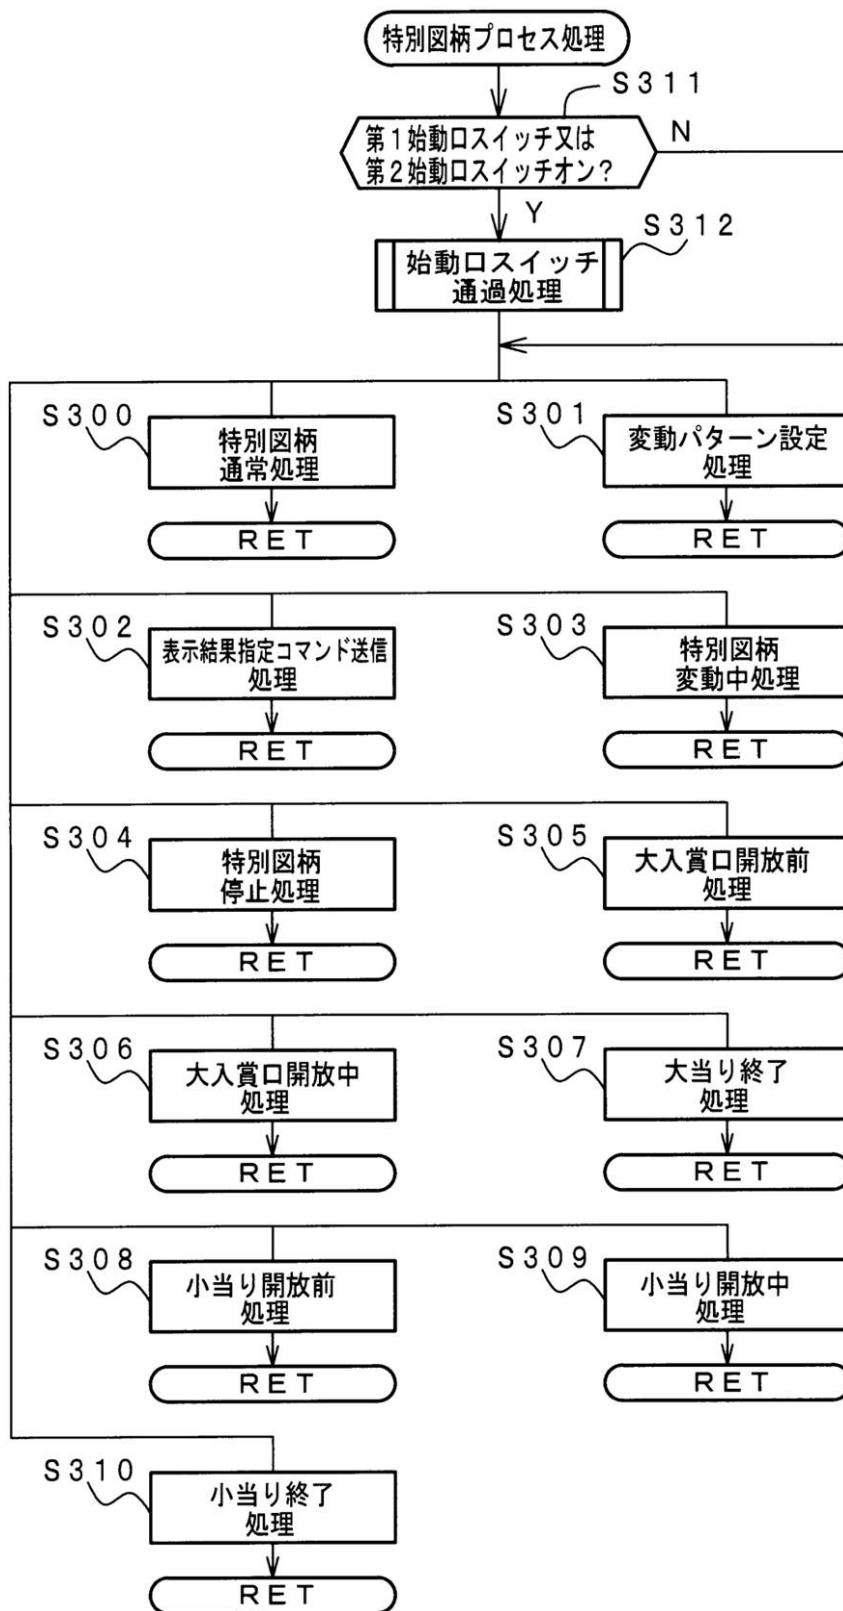 特別図柄プロセス処理
S311
第1始動口スイッチ又は
第2始動口スイッチオン？
N
Y
S312
始動口スイッチ
通過処理
S300
特別図柄
通常処理
RET
S301
変動パターン設定
処理
RET
S302
表示結果指定コマンド送信
処理
RET
S303
特別図柄
変動中処理
RET
S304
特別図柄
停止処理
RET
S305
大入賞口開放前
処理
RET
S306
大入賞口開放中
処理
RET
S307
大当り終了
処理
RET
S308
小当り開放前
処理
RET
S309
小当り開放中
処理
RET
S310
小当り終了
処理
RET